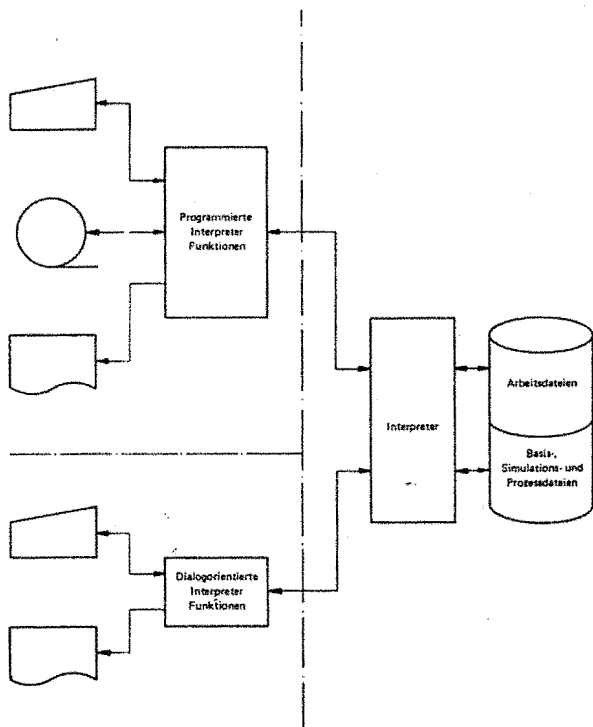 Programmierte
Interpreter
Funktionen
Interpreter
Arbeitsdateien
Basis-,
Simulations- und
Prozessdateien
Dialogorientierte
Interpreter
Funktionen